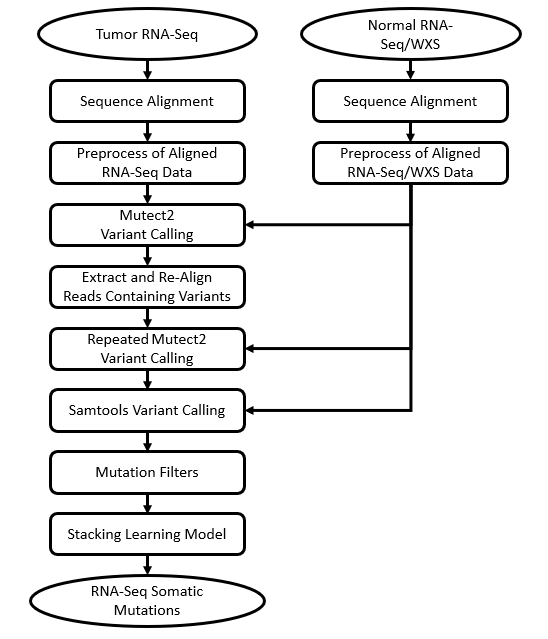 Tumor RNA-Seq
Normal RNA-
Seq/WXS
Sequence Alignment
Sequence Alignment
Preprocess of Aligned
RNA-Seq Data
Preprocess of Aligned
RNA-Seq/WXS Data
Mutect2
Variant Calling
Extract and Re-Align
Reads Containing Variants
Repeated Mutect2
Variant Calling
Samtools Variant Calling
Mutation Filters
Stacking Learning Model
RNA-Seq Somatic
Mutations